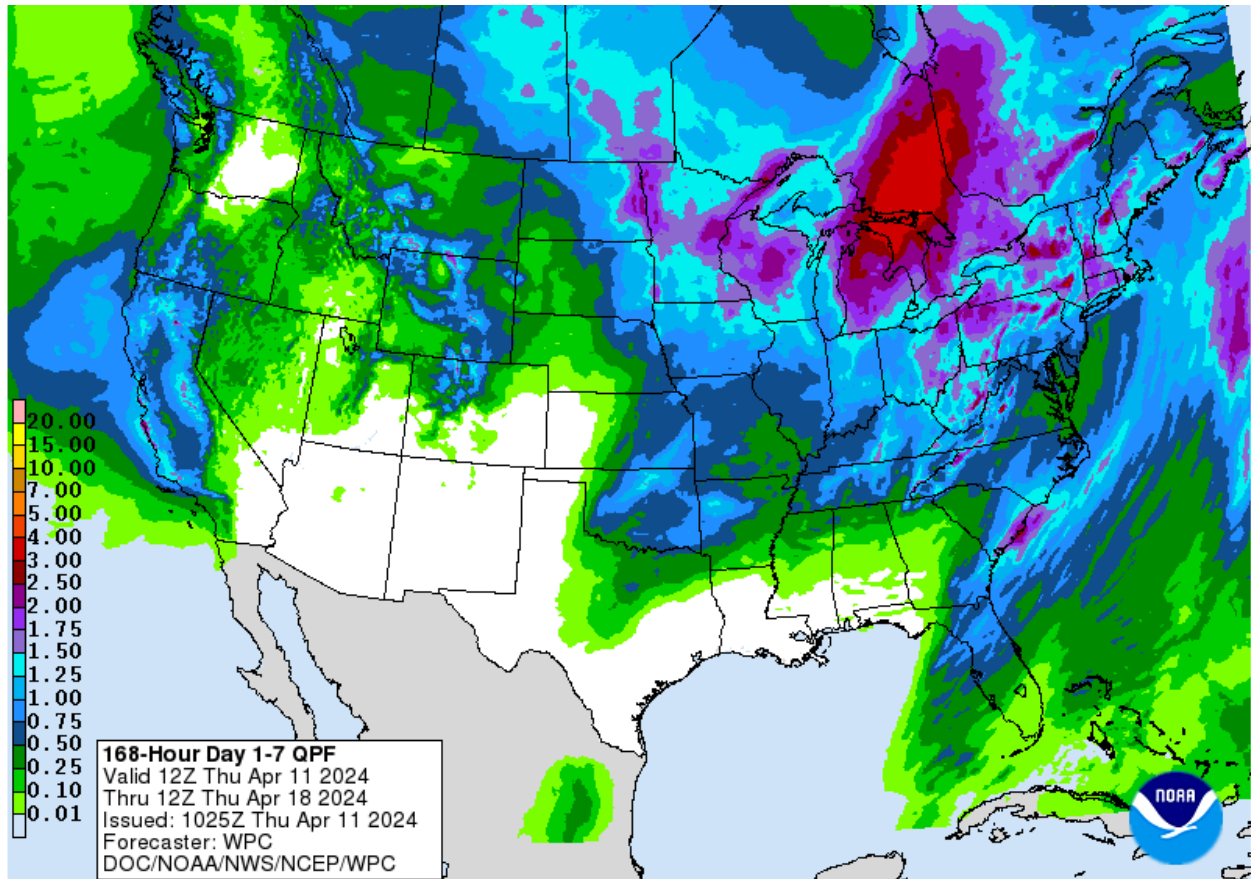 20.00
15.00
10.00
7.00
5.00
4.00
3.00
2.50
2.00
1.75
1.50
1.25
1.00
0.75
0.50
0.25
0.10
0.01
168-Hour Day 1-7 QPF
Valid 12Z Thu Apr 11 2024
Thru 12Z Thu Apr 18 2024
Issued: 1025Z Thu Apr 11 2024
Forecaster: WPC
DOC/NOAA/NWS/NCEP/WPC
NOAA